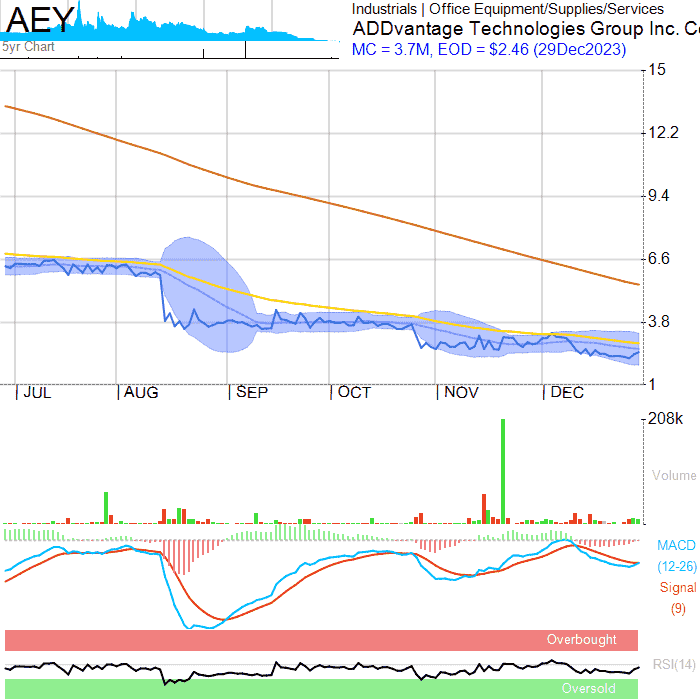 AEY
5yr Chart
Industrials | Office Equipment/Supplies/Services
ADDvantage Technologies Group Inc. Co
MC = 3.7M, EOD = $2.46 (29Dec2023)
15
12.2
9.4
6.6
3.8
1
JUL AUG SEP OCT NOV DEC
208k
Volume
MACD
(12-26)
Signal
(9)
Overbought
RSI(14)
Oversold